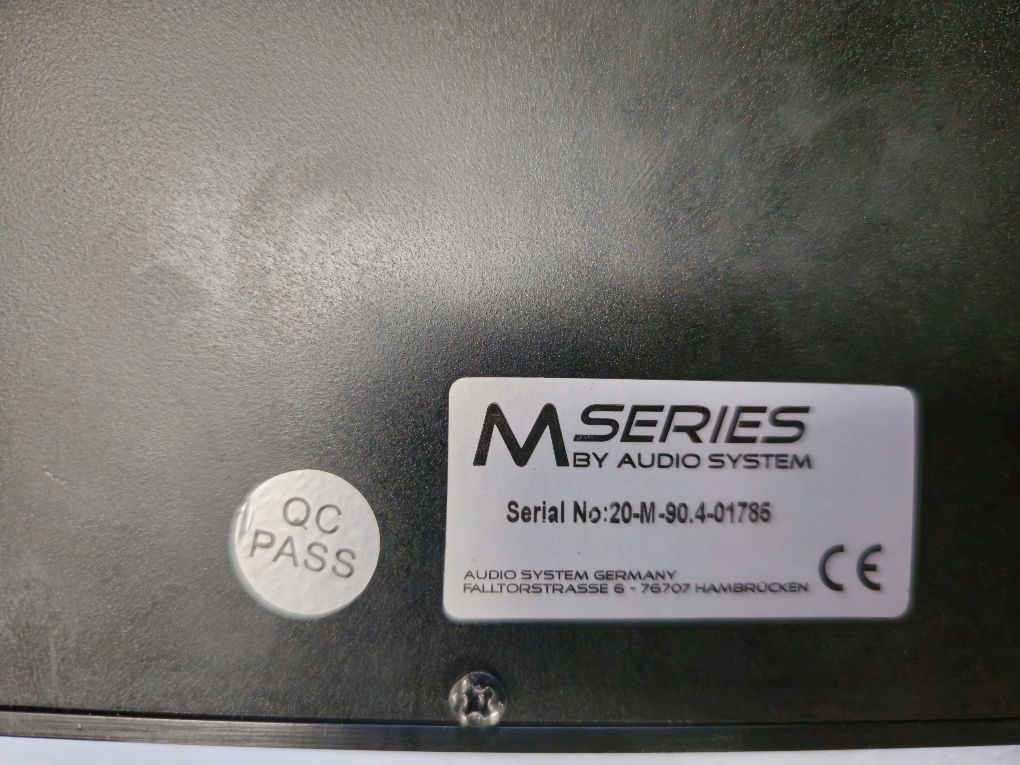 QC
PASS
M SERIES
BY AUDIO SYSTEM
Serial No:20-M-90.4-01786
AUDIO SYSTEM GERMANY
FALLTORSTRASSE 6 - 76707 HAMBRÜCKEN
CE